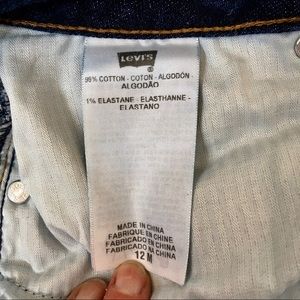 Levi's
®
99% COTTON - COTON - ALGODÓN -
ALGODÃO
1% ELASTANE - ELASTHANNE -
ELASTANO
MADE IN CHINA
FABRIQUÉ EN CHINE
FABRICADO EN CHINA
FABRICADO NA CHINA
12 M